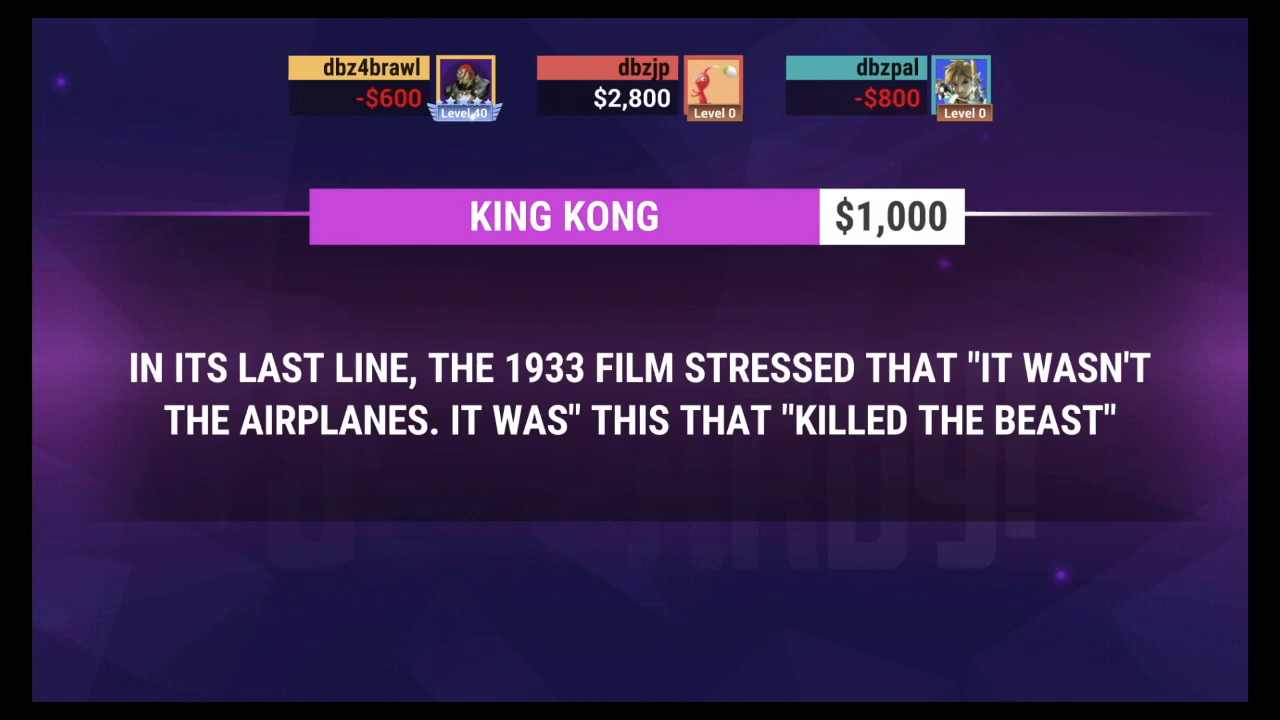 dbz4brawl
-$600
Level 40
dbzjp
$2,800
Level 0
dbzpal
-$800
Level 0
KING KONG
$1,000
IN ITS LAST LINE, THE 1933 FILM STRESSED THAT "IT WASN'T
THE AIRPLANES. IT WAS" THIS THAT "KILLED THE BEAST"